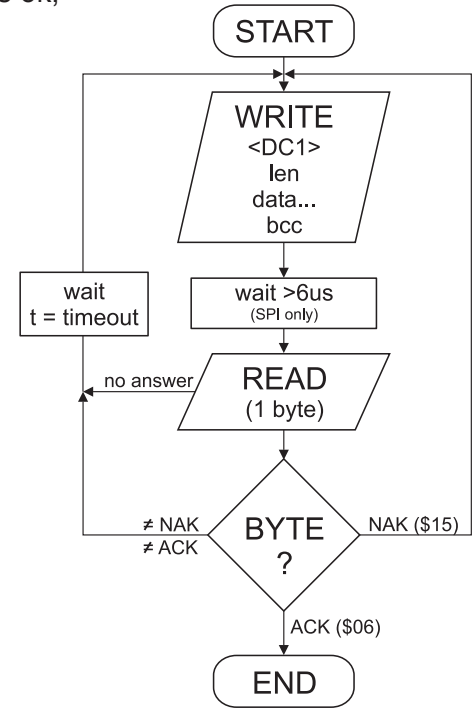 START
WRITE
<DC1>
len
data...
bcc
wait
t = timeout
wait >6us
(SPI only)
no answer
READ
(1 byte)
≠ NAK
≠ ACK
BYTE
?
NAK ($15)
ACK ($06)
END